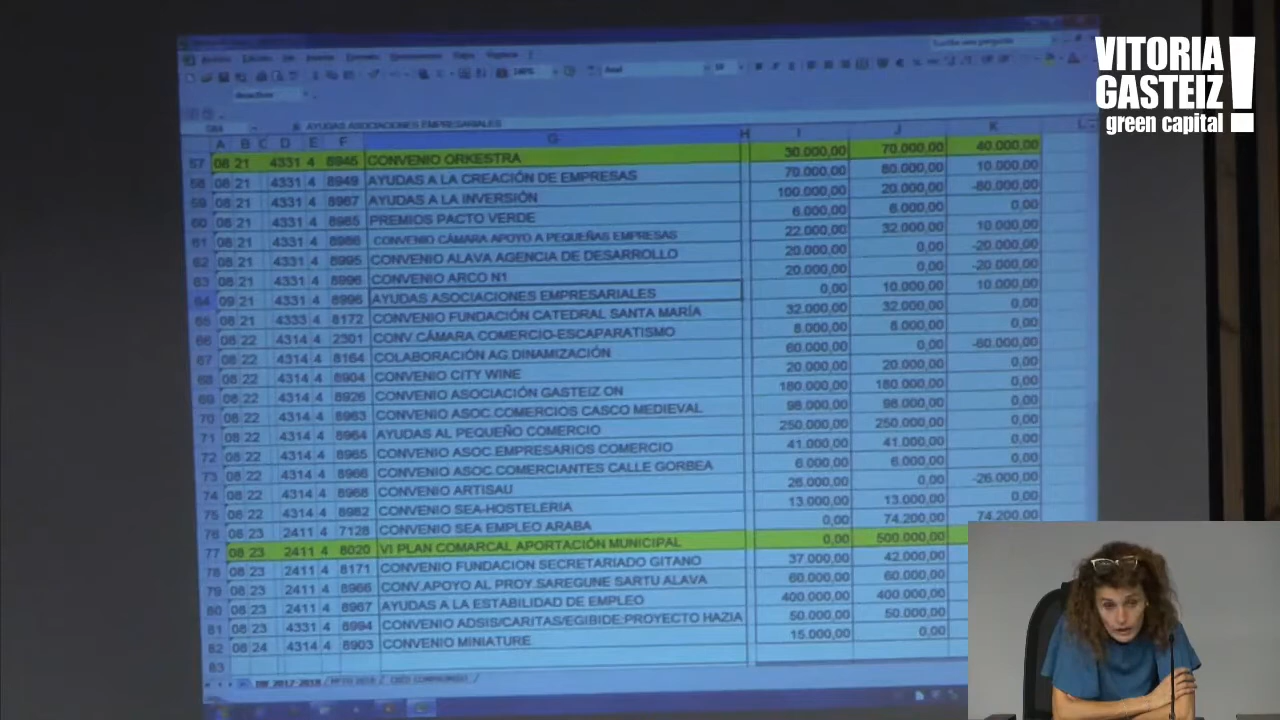 VITORIA
GASTEIZ !
green capital
AYUDAS ASOCIACIONES EMPRESARIALES
A B C D E F G H I J K L
57 08 21 4331 4 8945 CONVENIO ORKESTRA 30.000,00 70.000,00 40.000,00
58 08 21 4331 4 8949 AYUDAS A LA CREACIÓN DE EMPRESAS 70.000,00 80.000,00 10.000,00
59 08 21 4331 4 8967 AYUDAS A LA INVERSIÓN 100.000,00 20.000,00 -80.000,00
60 08 21 4331 4 8985 PREMIOS PACTO VERDE 6.000,00 6.000,00 0,00
61 08 21 4331 4 8986 CONVENIO CÁMARA APOYO A PEQUEÑAS EMPRESAS 22.000,00 32.000,00 10.000,00
62 08 21 4331 4 8995 CONVENIO ALAVA AGENCIA DE DESARROLLO 20.000,00 0,00 -20.000,00
63 08 21 4331 4 8996 CONVENIO ARCO N1 20.000,00 0,00 -20.000,00
64 09 21 4331 4 8996 AYUDAS ASOCIACIONES EMPRESARIALES 0,00 10.000,00 10.000,00
65 08 21 4333 4 8172 CONVENIO FUNDACIÓN CATEDRAL SANTA MARÍA 32.000,00 32.000,00 0,00
66 08 22 4314 4 2301 CONV.CÁMARA COMERCIO-ESCAPARATISMO 8.000,00 8.000,00 0,00
67 08 22 4314 4 8164 COLABORACIÓN AG DINAMIZACIÓN 60.000,00 0,00 -60.000,00
68 08 22 4314 4 8904 CONVENIO CITY WINE 20.000,00 20.000,00 0,00
69 08 22 4314 4 8926 CONVENIO ASOCIACIÓN GASTEIZ ON 180.000,00 180.000,00 0,00
70 08 22 4314 4 8963 CONVENIO ASOC.COMERCIOS CASCO MEDIEVAL 98.000,00 98.000,00 0,00
71 08 22 4314 4 8964 AYUDAS AL PEQUEÑO COMERCIO 250.000,00 250.000,00 0,00
72 08 22 4314 4 8965 CONVENIO ASOC.EMPRESARIOS COMERCIO 41.000,00 41.000,00 0,00
73 08 22 4314 4 8966 CONVENIO ASOC.COMERCIANTES CALLE GORBEA 6.000,00 6.000,00 0,00
74 08 22 4314 4 8968 CONVENIO ARTISAU 26.000,00 0,00 -26.000,00
75 08 22 4314 4 8982 CONVENIO SEA-HOSTELERIA 13.000,00 13.000,00 0,00
76 08 23 2411 4 7128 CONVENIO SEA EMPLEO ARABA 0,00 74.200,00 74.200,00
77 08 23 2411 4 8020 VI PLAN COMARCAL APORTACIÓN MUNICIPAL 0,00 500.000,00
78 08 23 2411 4 8171 CONVENIO FUNDACION SECRETARIADO GITANO 37.000,00 42.000,00
79 08 23 2411 4 8966 CONV.APOYO AL PROY.SAREGUNE SARTU ALAVA 60.000,00 60.000,00
80 08 23 2411 4 8967 AYUDAS A LA ESTABILIDAD DE EMPLEO 400.000,00 400.000,00
81 08 23 2411 4 8994 CONVENIO ADSIS/CARITAS/EGIBIDE:PROYECTO HAZIA 50.000,00 50.000,00
82 08 24 4314 4 8903 CONVENIO MINIATURE 15.000,00 0,00
83